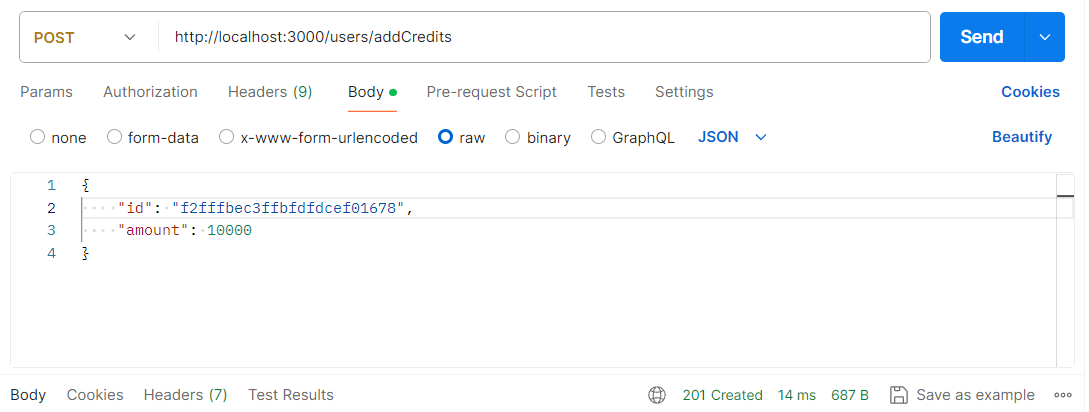 POST http://localhost:3000/users/addCredits Send
Params Authorization Headers (9) Body Pre-request Script Tests Settings Cookies
none form-data x-www-form-urlencoded raw binary GraphQL JSON Beautify
1 {
2 "id": "f2fffbec3ffbfdfdcef01678",
3 "amount": 10000
4 }
Body Cookies Headers (7) Test Results 201 Created 14 ms 687 B Save as example